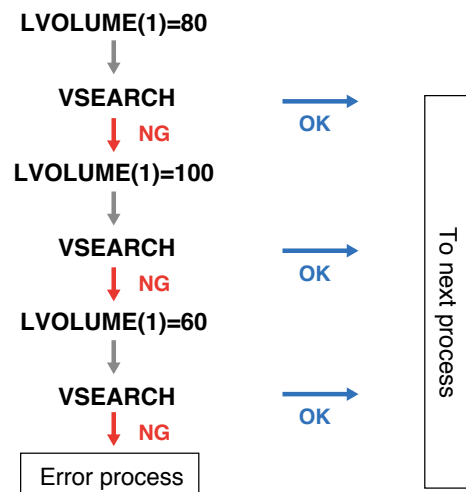 LVOLUME(1)=80
VSEARCH
OK
NG
LVOLUME(1)=100
VSEARCH
OK
NG
LVOLUME(1)=60
VSEARCH
OK
NG
Error process
To next process